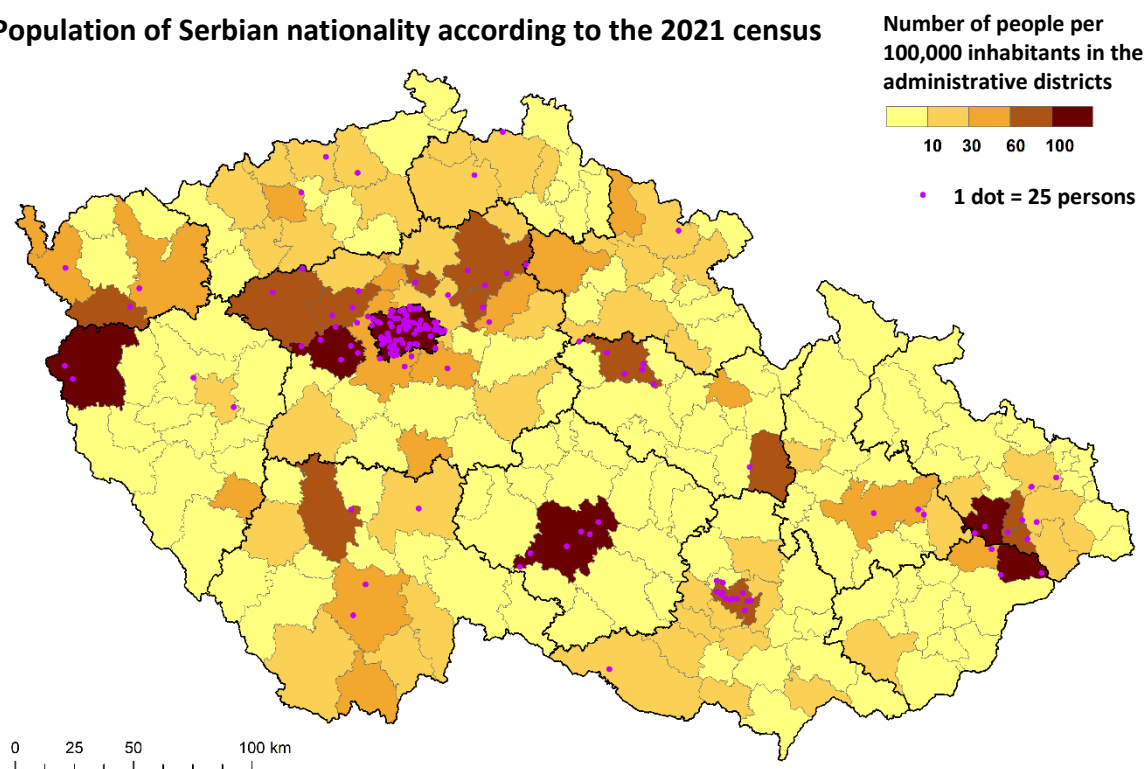 Population of Serbian nationality according to the 2021 census
Number of people per
100,000 inhabitants in the
administrative districts
10 30 60 100
1 dot = 25 persons
0 25 50 100 km